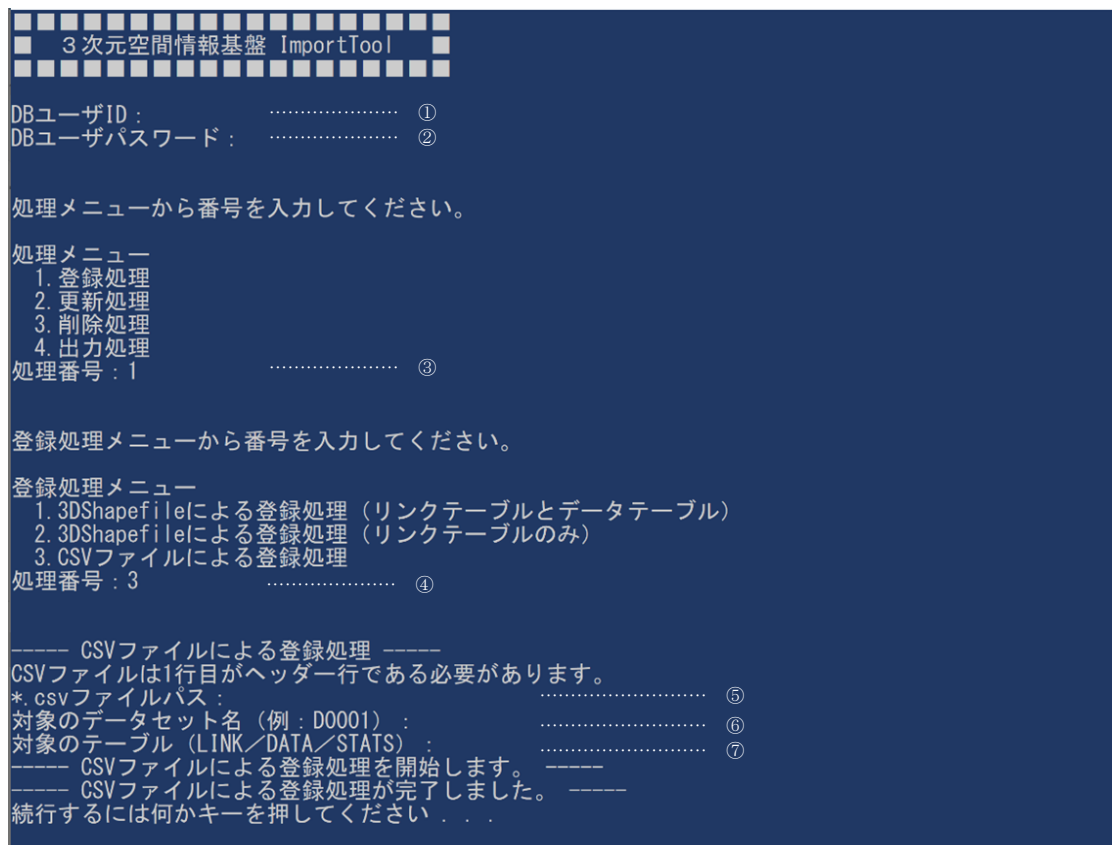 ■■■■■■■■■■■■■■■■■■■
■ 3次元空間情報基盤 ImportTool ■
■■■■■■■■■■■■■■■■■■■
DBユーザID: ………………… ①
DBユーザパスワード: ………………… ②
処理メニューから番号を入力してください。
処理メニュー
1.登録処理
2.更新処理
3.削除処理
4.出力処理
処理番号:1 ………………… ③
登録処理メニューから番号を入力してください。
登録処理メニュー
1.3DShapefileによる登録処理(リンクテーブルとデータテーブル)
2.3DShapefileによる登録処理(リンクテーブルのみ)
3.CSVファイルによる登録処理
処理番号:3 ………………… ④
----- CSVファイルによる登録処理 -----
CSVファイルは1行目がヘッダー行である必要があります。
*.csvファイルパス: ……………………… ⑤
対象のデータセット名(例:D0001): ……………………… ⑥
対象のテーブル(LINK/DATA/STATS): ……………………… ⑦
----- CSVファイルによる登録処理を開始します。 -----
----- CSVファイルによる登録処理が完了しました。 -----
続行するには何かキーを押してください . . .